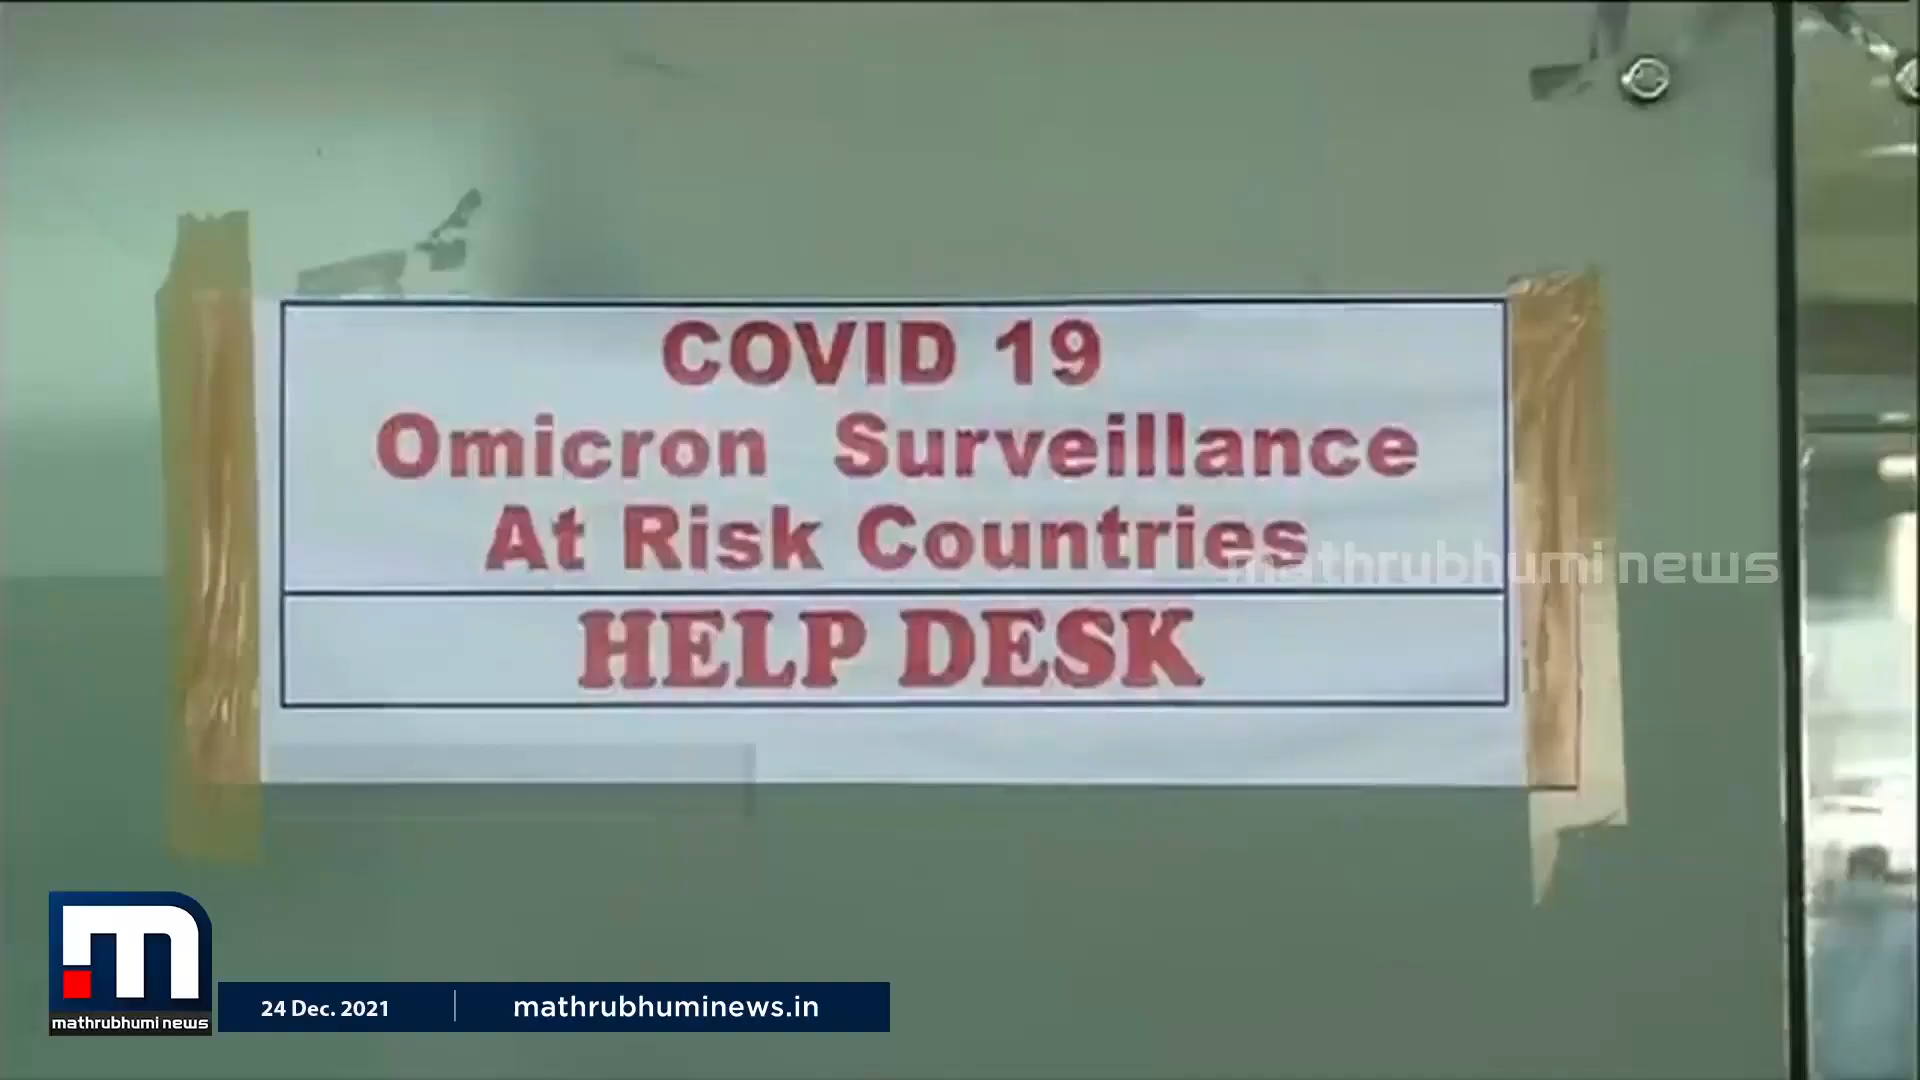 COVID 19
Omicron Surveillance
At Risk Countries
mathrubhumi news
HELP DESK
mathrubhumi news
24 Dec. 2021
mathrubhuminews.in